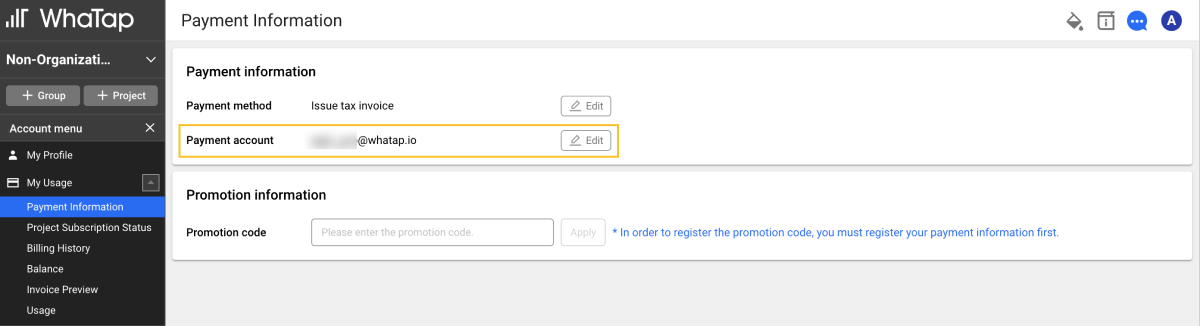 WhaTap
Payment Information
A
Non-Organizati...
+ Group
+ Project
Account menu
My Profile
My Usage
Payment Information
Project Subscription Status
Billing History
Balance
Invoice Preview
Usage
Payment information
Payment method Issue tax invoice Edit
Payment account @whatap.io Edit
Promotion information
Promotion code Please enter the promotion code. Apply * In order to register the promotion code, you must register your payment information first.